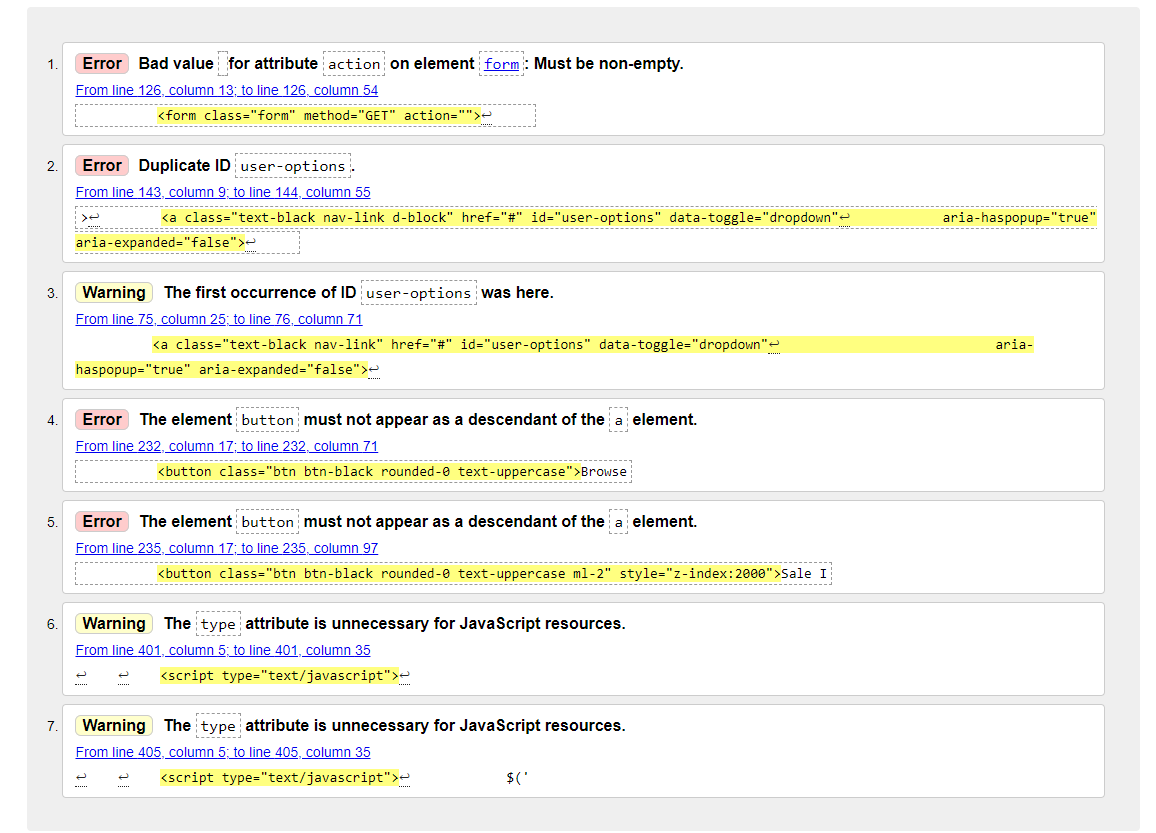 1. Error Bad value for attribute action on element form: Must be non-empty.
From line 126, column 13; to line 126, column 54
<form class="form" method="GET" action="">↩
2. Error Duplicate ID user-options.
From line 143, column 9; to line 144, column 55
>↩ <a class="text-black nav-link d-block" href="#" id="user-options" data-toggle="dropdown"↩ aria-haspopup="true"
aria-expanded="false">↩
3. Warning The first occurrence of ID user-options was here.
From line 75, column 25; to line 76, column 71
<a class="text-black nav-link" href="#" id="user-options" data-toggle="dropdown"↩ aria-
haspopup="true" aria-expanded="false">↩
4. Error The element button must not appear as a descendant of the a element.
From line 232, column 17; to line 232, column 71
<button class="btn btn-black rounded-0 text-uppercase">Browse
5. Error The element button must not appear as a descendant of the a element.
From line 235, column 17; to line 235, column 97
<button class="btn btn-black rounded-0 text-uppercase ml-2" style="z-index:2000">Sale I
6. Warning The type attribute is unnecessary for JavaScript resources.
From line 401, column 5; to line 401, column 35
↩ ↩ <script type="text/javascript">↩
7. Warning The type attribute is unnecessary for JavaScript resources.
From line 405, column 5; to line 405, column 35
↩ ↩ <script type="text/javascript">↩ $('